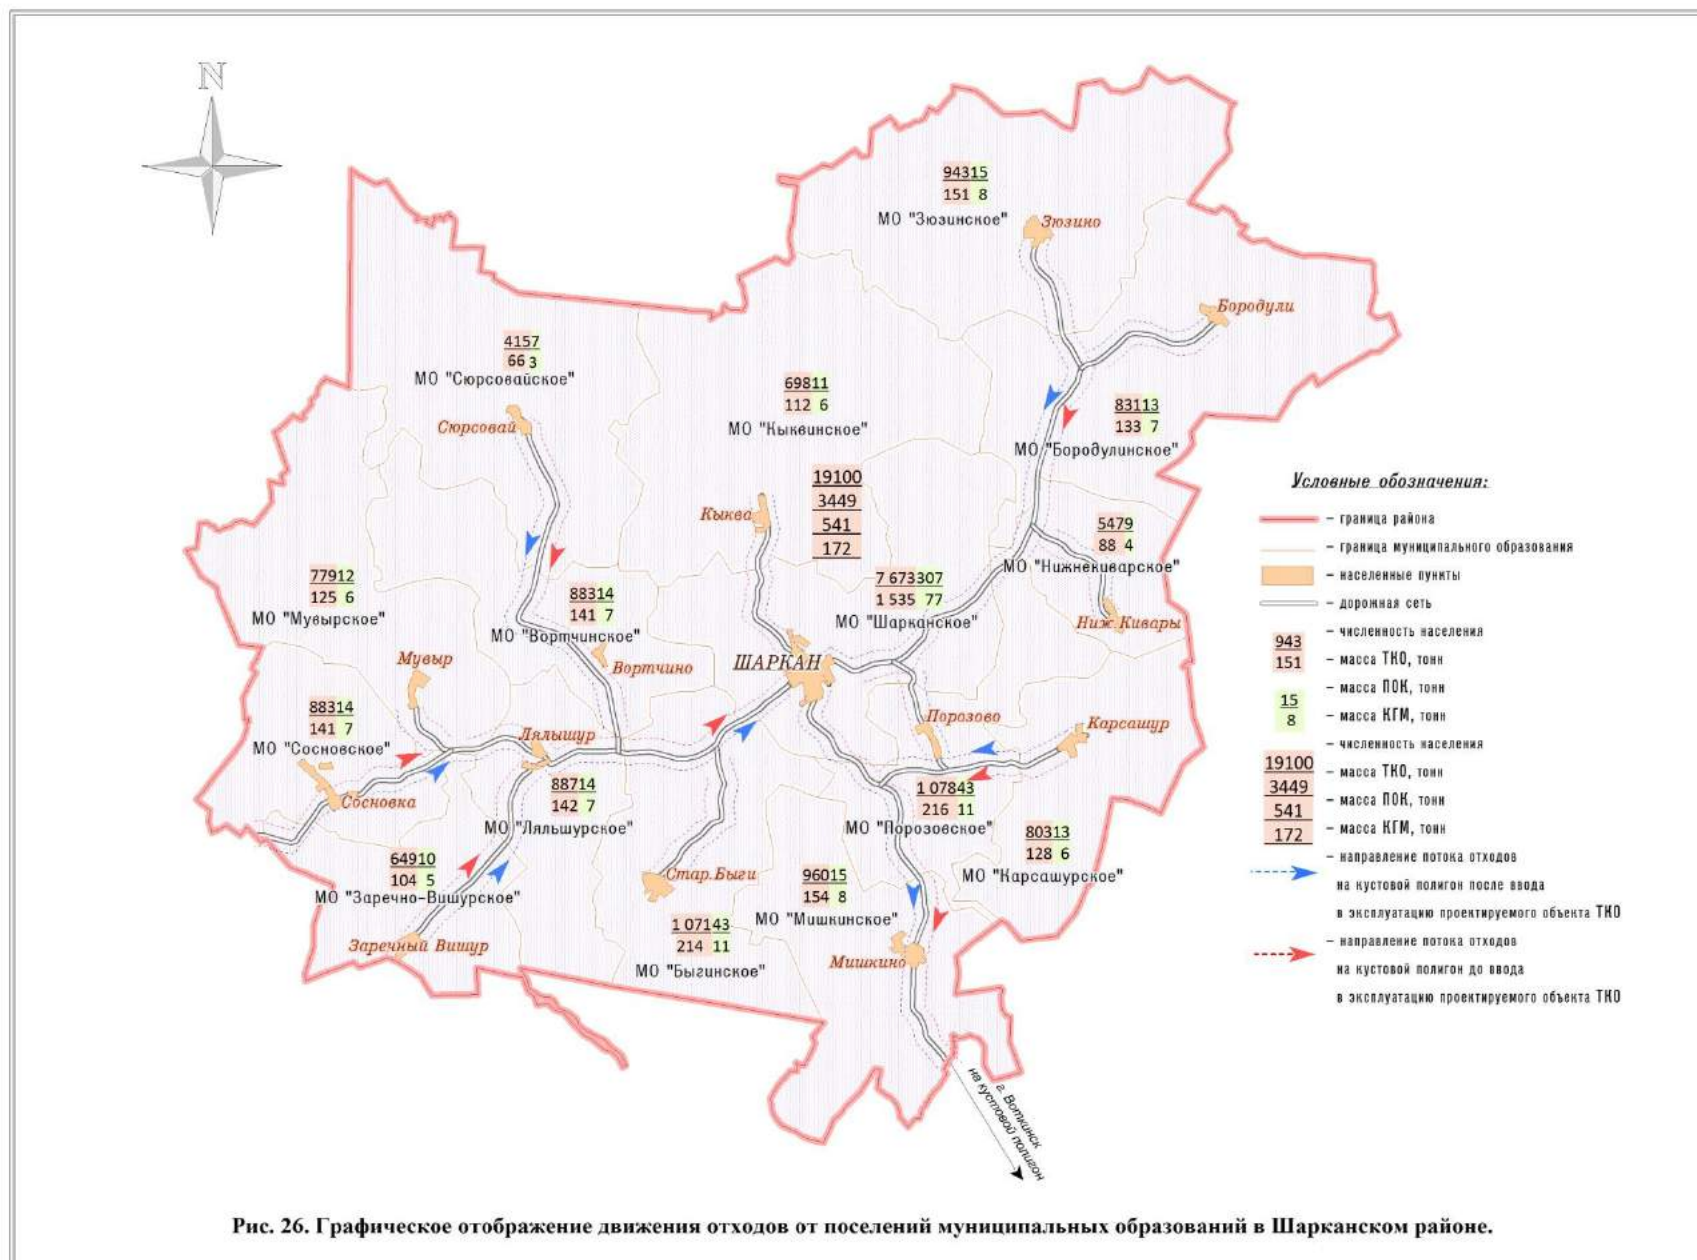 N
94315
151 8
МО "Зюзинское"
Зюзино
Бородули
4157
66 3
МО "Сюрсовайское"
Сюрсовай
69811
112 6
МО "Кыквинское"
83113
133 7
МО "Бородулинское"
19100
3449
541
172
Кыква
5479
88 4
МО "Нижнекиварское"
Ниж.Кивары
77912
125 6
МО "Мувырское"
88314
141 7
МО "Вортчинское"
7 673307
1 535 77
МО "Шарканское"
Мувыр
Вортчино
ШАРКАН
88314
141 7
МО "Сосновское"
Лялышур
Порозово
Карсашур
Сосновка
88714
142 7
МО "Ляльшурское"
1 07843
216 11
МО "Порозовское"
64910
104 5
МО "Заречно-Вишурское"
Стар.Быги
96015
154 8
МО "Мишкинское"
80313
128 6
МО "Карсашурское"
Заречный Вишур
1 07143
214 11
МО "Быгинское"
Мишкино
г. Воткинск
на кустовой полигон
Условные обозначения:
– граница района
– граница муниципального образования
– населенные пункты
– дорожная сеть
943 – численность населения
151 – масса ТКО, тонн
15 – масса ПОК, тонн
8 – масса КГМ, тонн
– численность населения
19100 – масса ТКО, тонн
3449
541 – масса ПОК, тонн
172 – масса КГМ, тонн
– направление потока отходов
на кустовой полигон после ввода
в эксплуатацию проектируемого объекта ТКО
– направление потока отходов
на кустовой полигон до ввода
в эксплуатацию проектируемого объекта ТКО
Рис. 26. Графическое отображение движения отходов от поселений муниципальных образований в Шарканском районе.